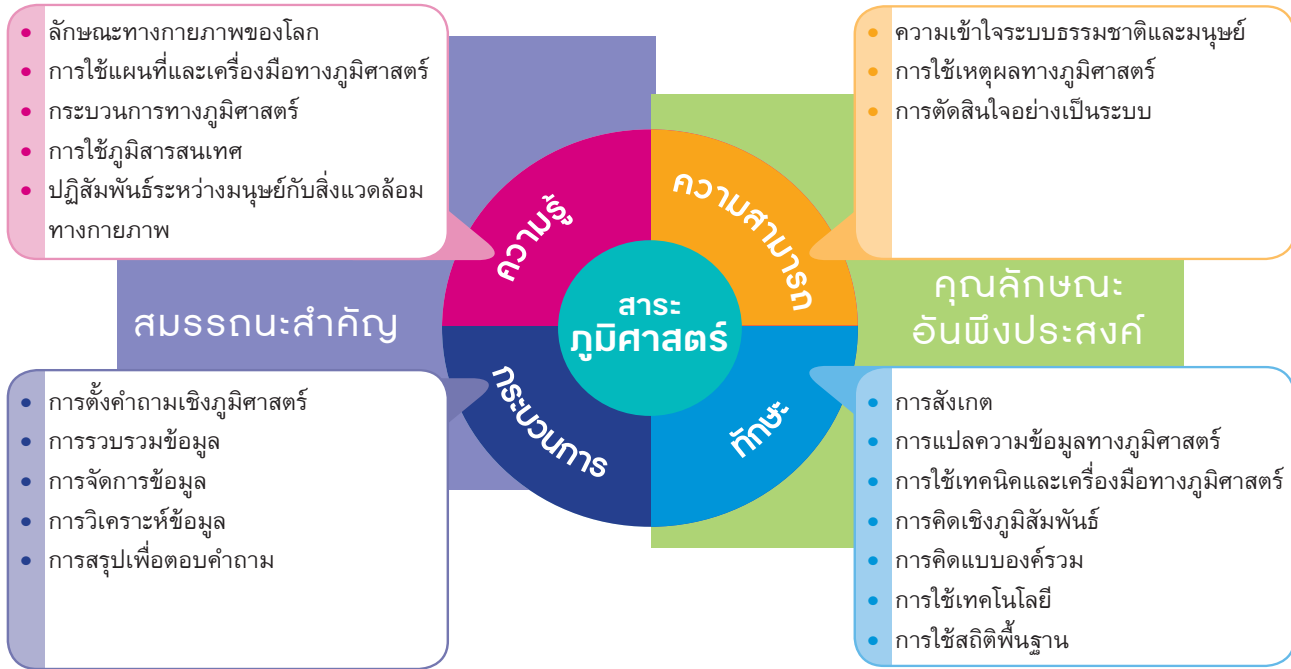 ลักษณะทางกายภาพของโลก
การใช้แผนที่และเครื่องมือทางภูมิศาสตร์
กระบวนการทางภูมิศาสตร์
การใช้ภูมิสารสนเทศ
ปฏิสัมพันธ์ระหว่างมนุษย์กับสิ่งแวดล้อม
ทางกายภาพ
ความเข้าใจระบบธรรมชาติและมนุษย์
การใช้เหตุผลทางภูมิศาสตร์
การตัดสินใจอย่างเป็นระบบ
ความรู้
ความสามารถ
สมรรถนะสำคัญ
สาระ
ภูมิศาสตร์
คุณลักษณะ
อันพึงประสงค์
กระบวนการ
ทักษะ
การตั้งคำถามเชิงภูมิศาสตร์
การรวบรวมข้อมูล
การจัดการข้อมูล
การวิเคราะห์ข้อมูล
การสรุปเพื่อตอบคำถาม
การสังเกต
การแปลความข้อมูลทางภูมิศาสตร์
การใช้เทคนิคและเครื่องมือทางภูมิศาสตร์
การคิดเชิงภูมิสัมพันธ์
การคิดแบบองค์รวม
การใช้เทคโนโลยี
การใช้สถิติพื้นฐาน